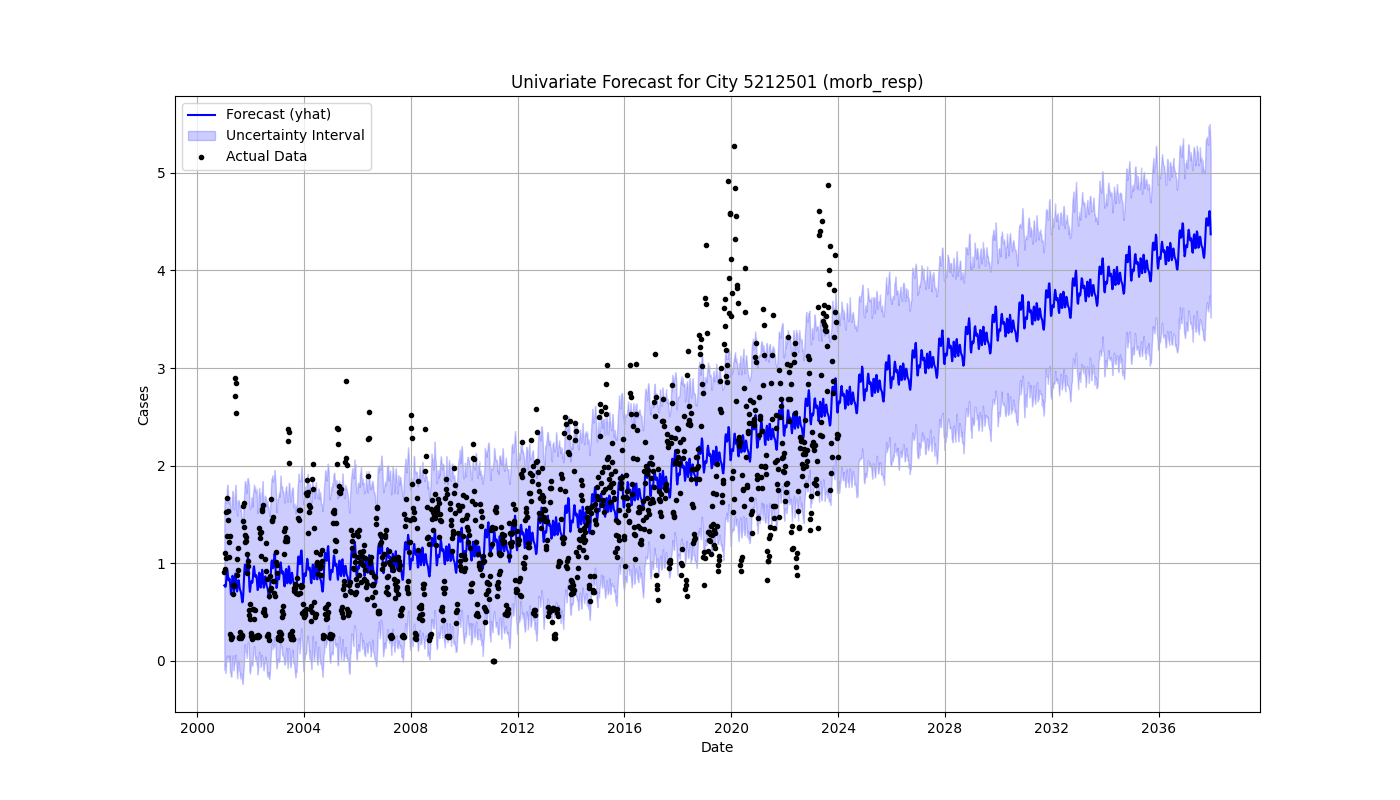 Univariate Forecast for City 5212501 (morb_resp)
Forecast (yhat)
Uncertainty Interval
Actual Data
Cases
5
4
3
2
1
0
2000 2004 2008 2012 2016 2020 2024 2028 2032 2036
Date